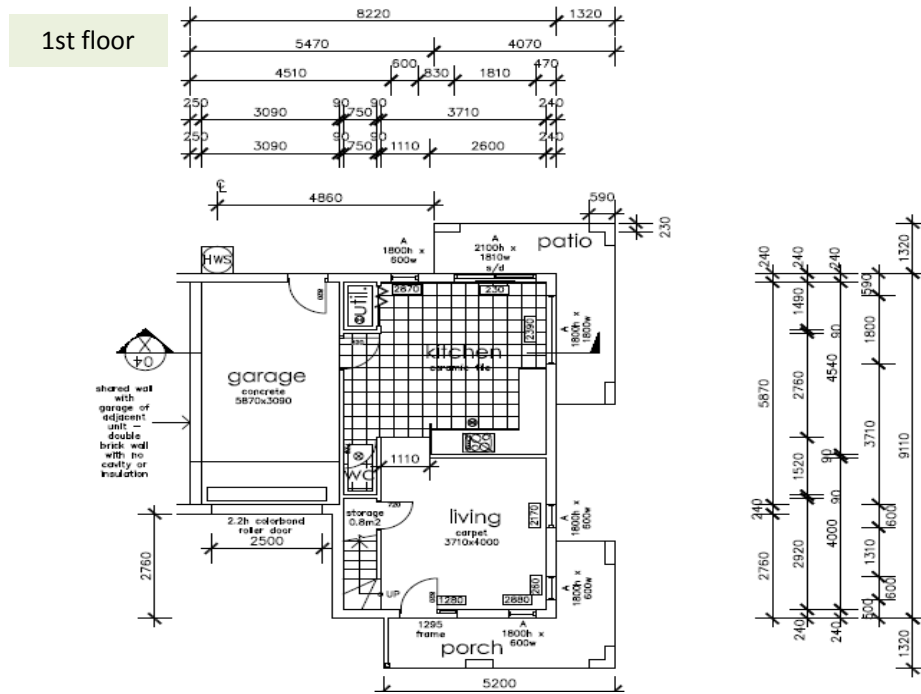 1st floor
8220 1320
5470 4070
600 470
4510 830 1810
250 90 90 240
3090 750 3710
250 90 90 240
3090 750 1110 2600
℄
4860 590
230
HWS
A
1800h x
600w
A
2100h x
1810w
s/d
patio
2870
230
util.
2390
A
1800h x
1800w
620
kitchen
ceramic tile
04
garage
concrete
5870x3090
shared wall
with
garage of
adjacent
unit —
double
brick wall
with no
cavity or
insulation
WC
1110
720
storage
0.8m2
living
carpet
3710x4000
2170
A
1800h x
600w
2.2h colorbond
roller door
2500
2760
UP
820
1280
2880
260
A
1800h x
600w
1295
frame
A
1800h x
600w
porch
5200
240
5870
240
2760
240
1490
90
2760
1520
90
2920
240
240
4540
90
4000
240
590
1800
3710
600
1310
600
500
1320
9110
1320